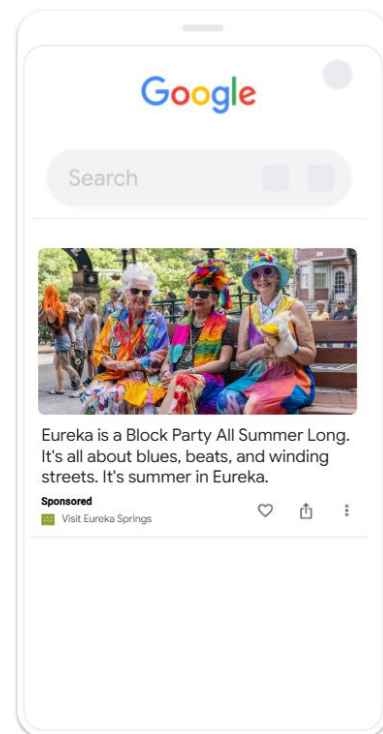 Google
Search
Eureka is a Block Party All Summer Long.
It's all about blues, beats, and winding
streets. It's summer in Eureka.
Sponsored
Visit Eureka Springs